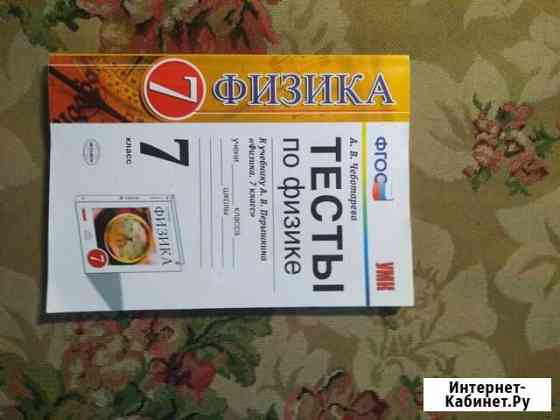 7 ФИЗИКА
А. В. Чеботарева
ФГОС
ТЕСТЫ
по физике
УМК
К учебнику А. В. Перышкина
«Физика. 7 класс»
учени
класса
школы
7
класс
ФИЗИКА
7
Интернет-
Кабинет.Ру